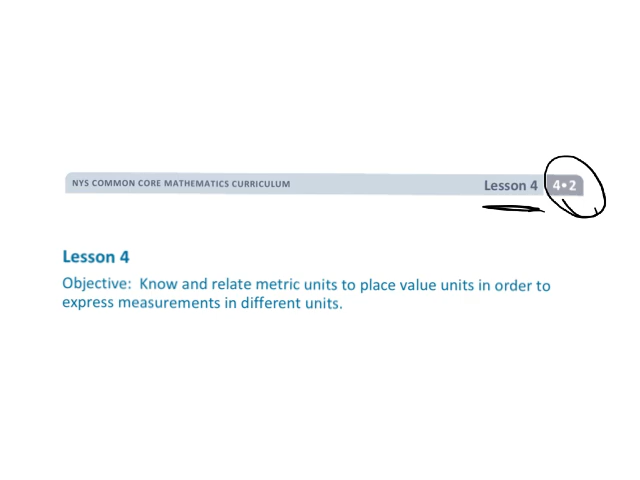 NYS COMMON CORE MATHEMATICS CURRICULUM
Lesson 4
4•2
Lesson 4
Objective: Know and relate metric units to place value units in order to
express measurements in different units.